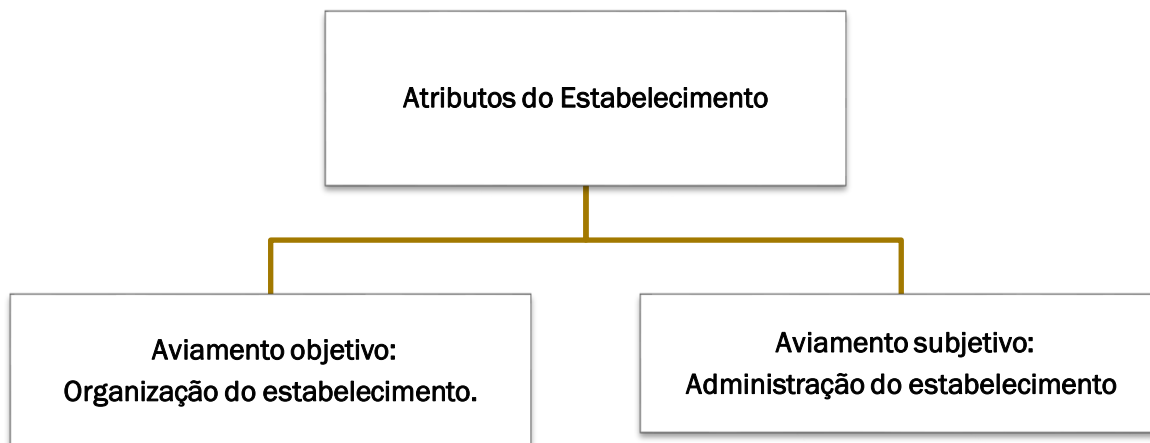 Atributos do Estabelecimento
Aviamento objetivo:
Organização do estabelecimento.
Aviamento subjetivo:
Administração do estabelecimento